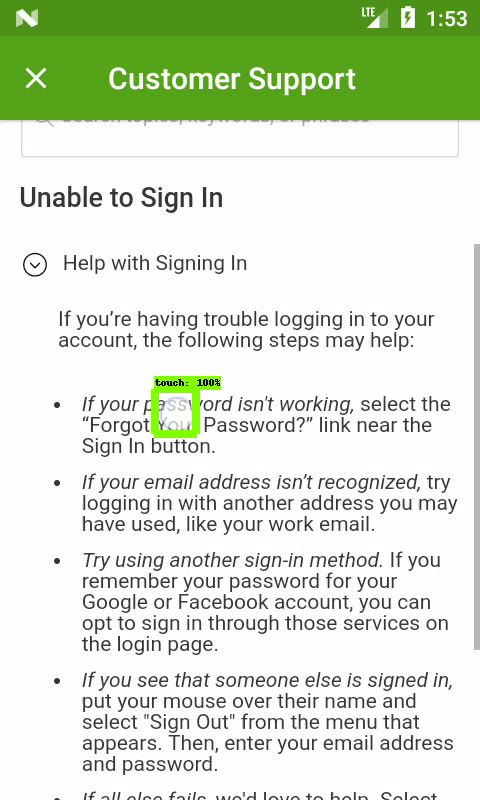 LTE 1:53
Customer Support
Search topics, keywords, or phrases
Unable to Sign In
Help with Signing In
If you’re having trouble logging in to your
account, the following steps may help:
touch: 100%
• If your password isn't working, select the
“Forgot Your Password?” link near the
Sign In button.
• If your email address isn’t recognized, try
logging in with another address you may
have used, like your work email.
• Try using another sign-in method. If you
remember your password for your
Google or Facebook account, you can
opt to sign in through those services on
the login page.
• If you see that someone else is signed in,
put your mouse over their name and
select "Sign Out" from the menu that
appears. Then, enter your email address
and password.
• If all else fails, we'd love to help. Select